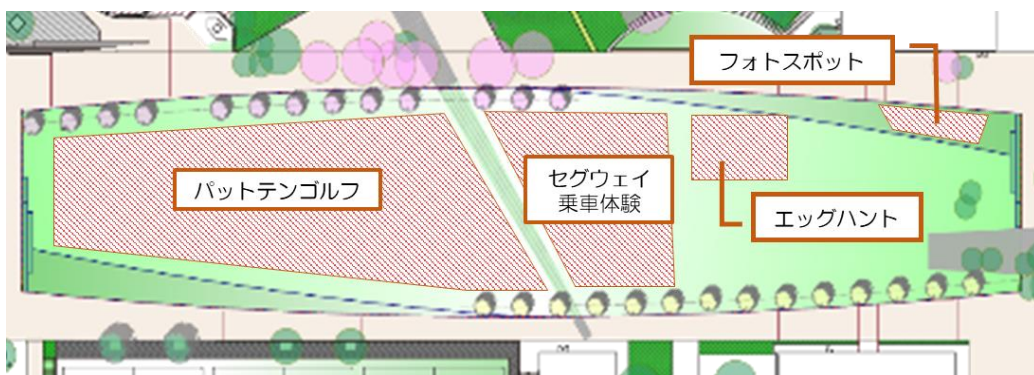 フォトスポット
パットテンゴルフ
セグウェイ
乗車体験
エッグハント